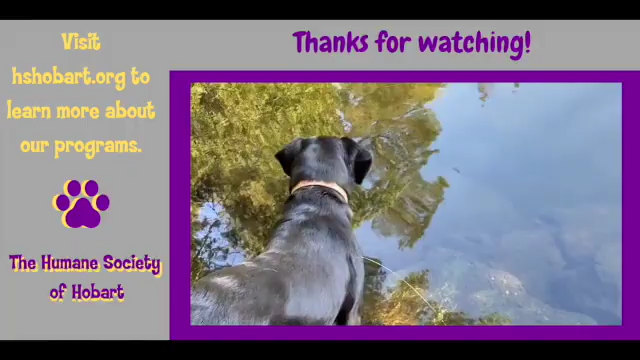 Visit
hshobart.org to
learn more about
our programs.
The Humane Society
of Hobart
Thanks for watching!